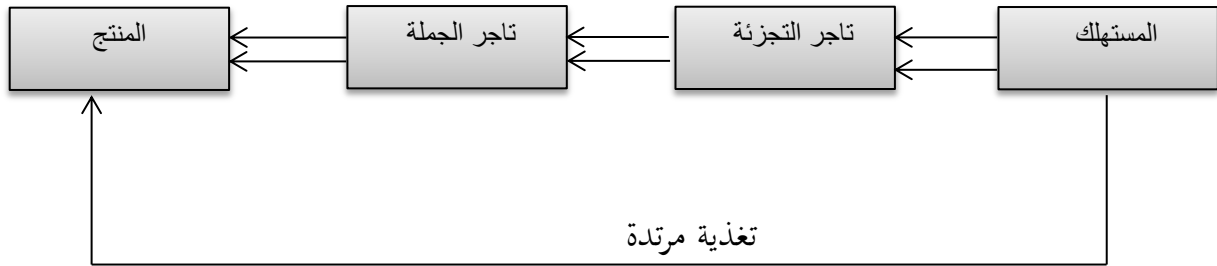 المستهلك
تاجر التجزئة
تاجر الجملة
المنتج
تغذية مرتدة